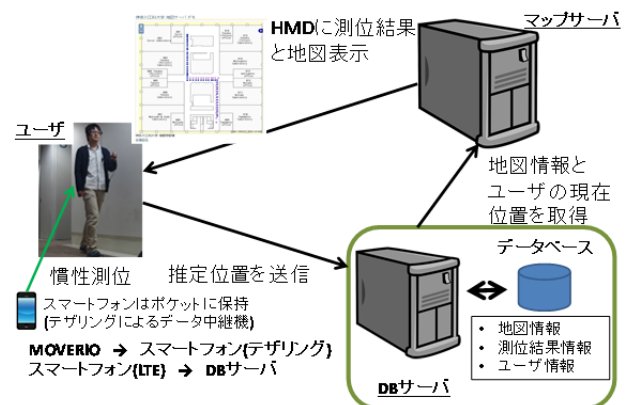 HMDに測位結果
と地図表示
マップサーバ
ユーザ
地図情報と
ユーザの現在
位置を取得
データベース
慣性測位
推定位置を送信
スマートフォンはポケットに保持
(テザリングによるデータ中継機)
MOVERIO → スマートフォン(テザリング)
スマートフォン(LTE) → DBサーバ
• 地図情報
• 測位結果情報
• ユーザ情報
DBサーバ